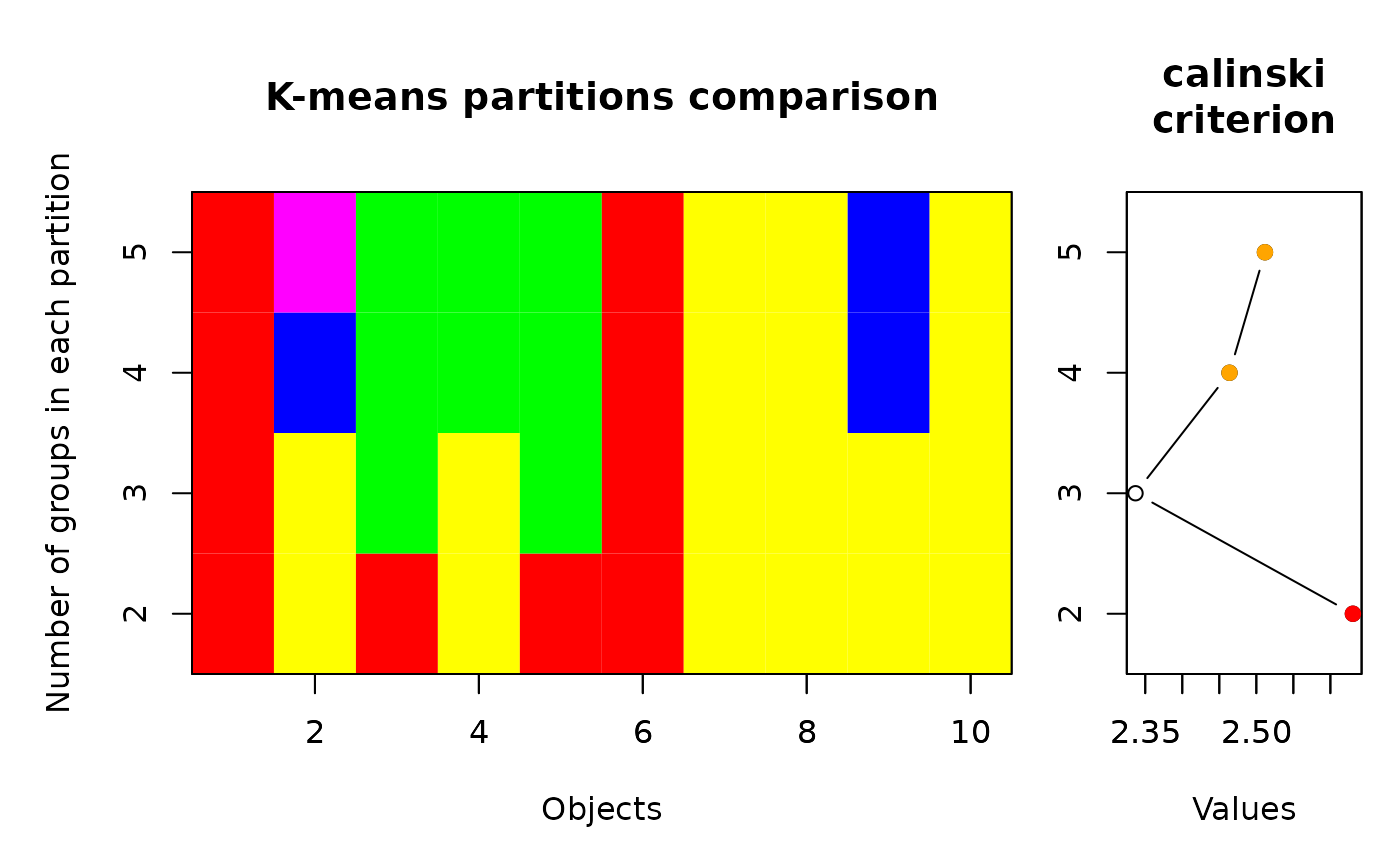 K-means partitions comparison
Number of groups in each partition
5
4
3
2
2 4 6 8 10
Objects
calinski
criterion
5
4
3
2
2.35 2.50
Values